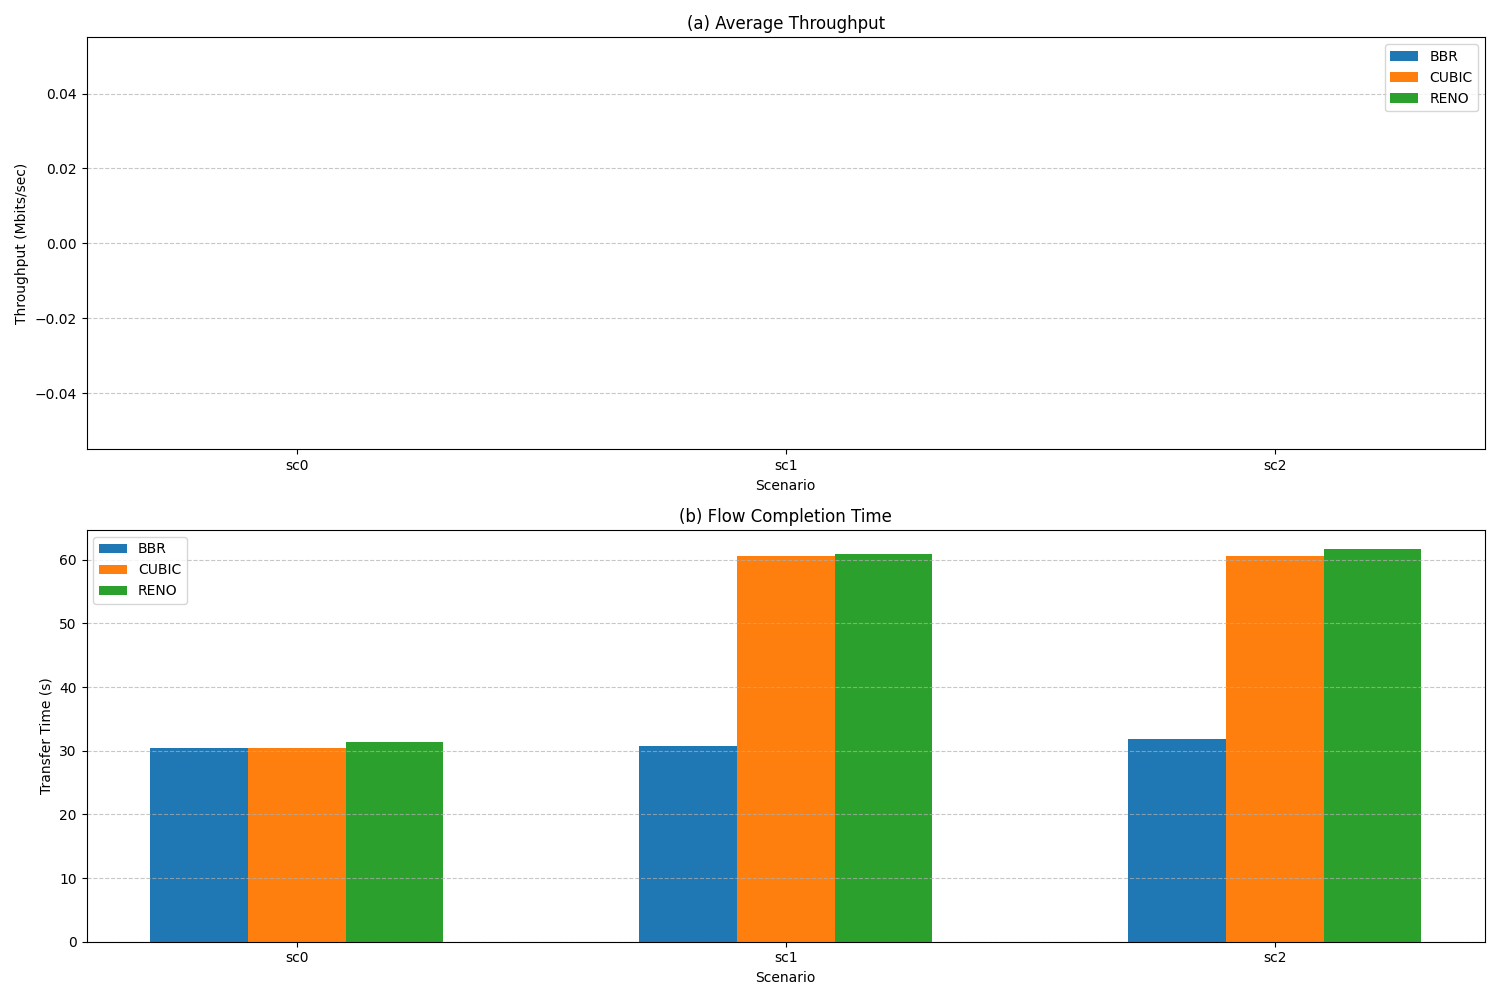 (a) Average Throughput
BBR
CUBIC
RENO
0.04
0.02
0.00
−0.02
−0.04
Throughput (Mbits/sec)
sc0 sc1 sc2
Scenario
(b) Flow Completion Time
BBR
CUBIC
RENO
60
50
40
30
20
10
0
Transfer Time (s)
sc0 sc1 sc2
Scenario